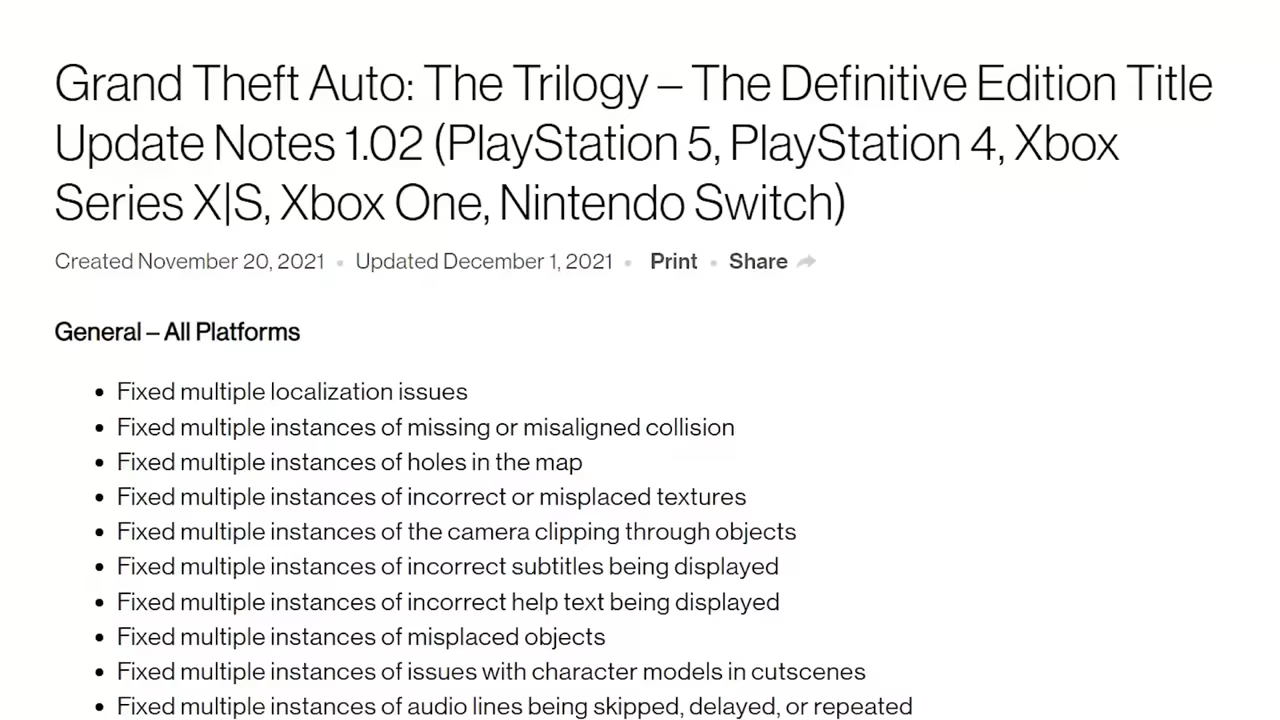 Grand Theft Auto: The Trilogy – The Definitive Edition Title
Update Notes 1.02 (PlayStation 5, PlayStation 4, Xbox
Series X|S, Xbox One, Nintendo Switch)
Created November 20, 2021 • Updated December 1, 2021 • Print • Share
General – All Platforms
• Fixed multiple localization issues
• Fixed multiple instances of missing or misaligned collision
• Fixed multiple instances of holes in the map
• Fixed multiple instances of incorrect or misplaced textures
• Fixed multiple instances of the camera clipping through objects
• Fixed multiple instances of incorrect subtitles being displayed
• Fixed multiple instances of incorrect help text being displayed
• Fixed multiple instances of misplaced objects
• Fixed multiple instances of issues with character models in cutscenes
• Fixed multiple instances of audio lines being skipped, delayed, or repeated